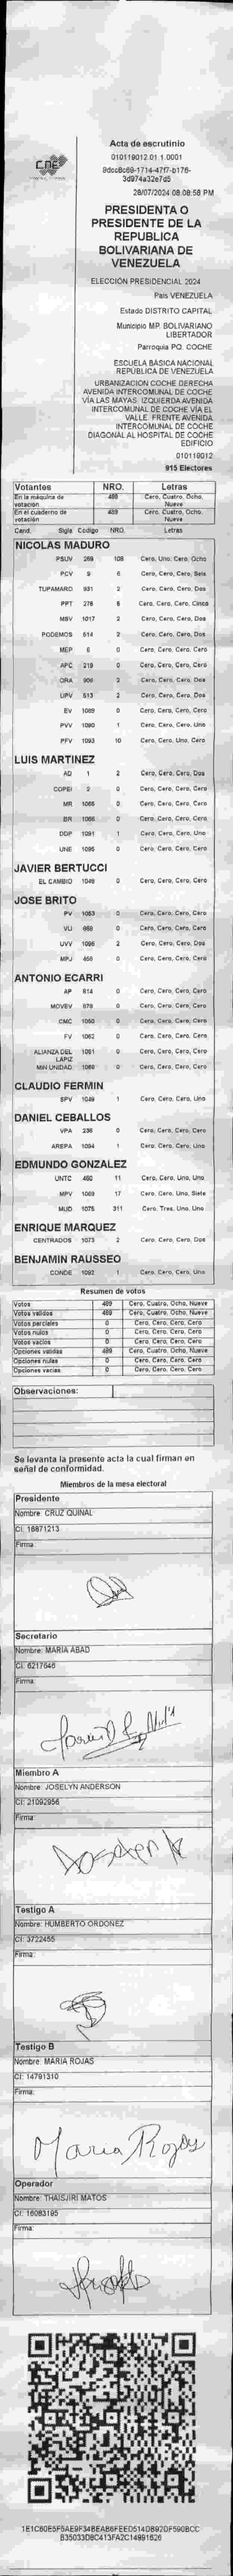 CNE
Acta de escrutinio
010119012.01.1.0001
28/07/2024 08:08:58 PM
PRESIDENTA O
PRESIDENTE DE LA
REPUBLICA
BOLIVARIANA DE
VENEZUELA
ELECCIÓN PRESIDENCIAL 2024
País VENEZUELA
Estado DISTRITO CAPITAL
Municipio MP. BOLIVARIANO
LIBERTADOR
Parroquia PQ. COCHE
ESCUELA BÁSICA NACIONAL
REPÚBLICA DE VENEZUELA
URBANIZACION COCHE DERECHA
AVENIDA INTERCOMUNAL DE COCHE
VÍA LAS MAYAS. IZQUIERDA AVENIDA
INTERCOMUNAL DE COCHE VÍA EL
VALLE. FRENTE AVENIDA
INTERCOMUNAL DE COCHE
DIAGONAL AL HOSPITAL DE COCHE
EDIFICIO
010119012
915 Electores
Votantes NRO. Letras
En la máquina de votación 489 Cero, Cuatro, Ocho, Nueve
En el cuaderno de votación 489 Cero, Cuatro, Ocho, Nueve
Cand. Sigla Código NRO. Letras
NICOLAS MADURO
PSUV 259 108 Cero, Uno, Cero, Ocho
PCV 9 6 Cero, Cero, Cero, Seis
TUPAMARO 931 2 Cero, Cero, Cero, Dos
PPT 276 5 Cero, Cero, Cero, Cinco
MSV 1017 2 Cero, Cero, Cero, Dos
PODEMOS 514 2 Cero, Cero, Cero, Dos
MEP 6 0 Cero, Cero, Cero, Cero
APC 219 0 Cero, Cero, Cero, Cero
ORA 906 2 Cero, Cero, Cero, Dos
UPV 513 2 Cero, Cero, Cero, Dos
EV 1089 0 Cero, Cero, Cero, Cero
PVV 1090 1 Cero, Cero, Cero, Uno
PFV 1093 10 Cero, Cero, Uno, Cero
LUIS MARTINEZ
AD 1 2 Cero, Cero, Cero, Dos
COPEI 2 0 Cero, Cero, Cero, Cero
MR 1065 0 Cero, Cero, Cero, Cero
BR 1066 0 Cero, Cero, Cero, Cero
DDP 1091 1 Cero, Cero, Cero, Uno
UNE 1095 0 Cero, Cero, Cero, Cero
JAVIER BERTUCCI
EL CAMBIO 1048 0 Cero, Cero, Cero, Cero
JOSE BRITO
PV 1053 0 Cero, Cero, Cero, Cero
VU 868 0 Cero, Cero, Cero, Cero
UVV 1096 2 Cero, Cero, Cero, Dos
MPJ 458 0 Cero, Cero, Cero, Cero
ANTONIO ECARRI
AP 614 0 Cero, Cero, Cero, Cero
MOVEV 979 0 Cero, Cero, Cero, Cero
CMC 1050 0 Cero, Cero, Cero, Cero
FV 1062 0 Cero, Cero, Cero, Cero
ALIANZA DEL LAPIZ 1051 0 Cero, Cero, Cero, Cero
MIN UNIDAD 1060 0 Cero, Cero, Cero, Cero
CLAUDIO FERMIN
SPV 1049 1 Cero, Cero, Cero, Uno
DANIEL CEBALLOS
VPA 236 0 Cero, Cero, Cero, Cero
AREPA 1094 1 Cero, Cero, Cero, Uno
EDMUNDO GONZALEZ
UNTC 460 11 Cero, Cero, Uno, Uno
MPV 1069 17 Cero, Cero, Uno, Siete
MUD 1075 311 Cero, Tres, Uno, Uno
ENRIQUE MARQUEZ
CENTRADOS 1073 2 Cero, Cero, Cero, Dos
BENJAMIN RAUSSEO
CONDE 1092 1 Cero, Cero, Cero, Uno
Resumen de votos
Votos 489 Cero, Cuatro, Ocho, Nueve
Votos válidos 489 Cero, Cuatro, Ocho, Nueve
Votos parciales 0 Cero, Cero, Cero, Cero
Votos nulos 0 Cero, Cero, Cero, Cero
Votos vacíos 0 Cero, Cero, Cero, Cero
Opciones válidas 489 Cero, Cuatro, Ocho, Nueve
Opciones nulas 0 Cero, Cero, Cero, Cero
Opciones vacías 0 Cero, Cero, Cero, Cero
Observaciones:
Se levanta la presente acta la cual firman en
señal de conformidad.
Miembros de la mesa electoral
Presidente
Nombre: CRUZ QUINAL
CI: 16871213
Firma:
Secretario
Nombre: MARIA ABAD
CI: 6217646
Firma:
Miembro A
Nombre: JOSELYN ANDERSON
CI: 21092956
Firma:
Testigo A
Nombre: HUMBERTO ORDOÑEZ
CI: 3722455
Firma:
Testigo B
Nombre: MARIA ROJAS
CI: 14791310
Firma:
Maria Rojas
Operador
Nombre: THAISJIRI MATOS
CI: 16083195
Firma: